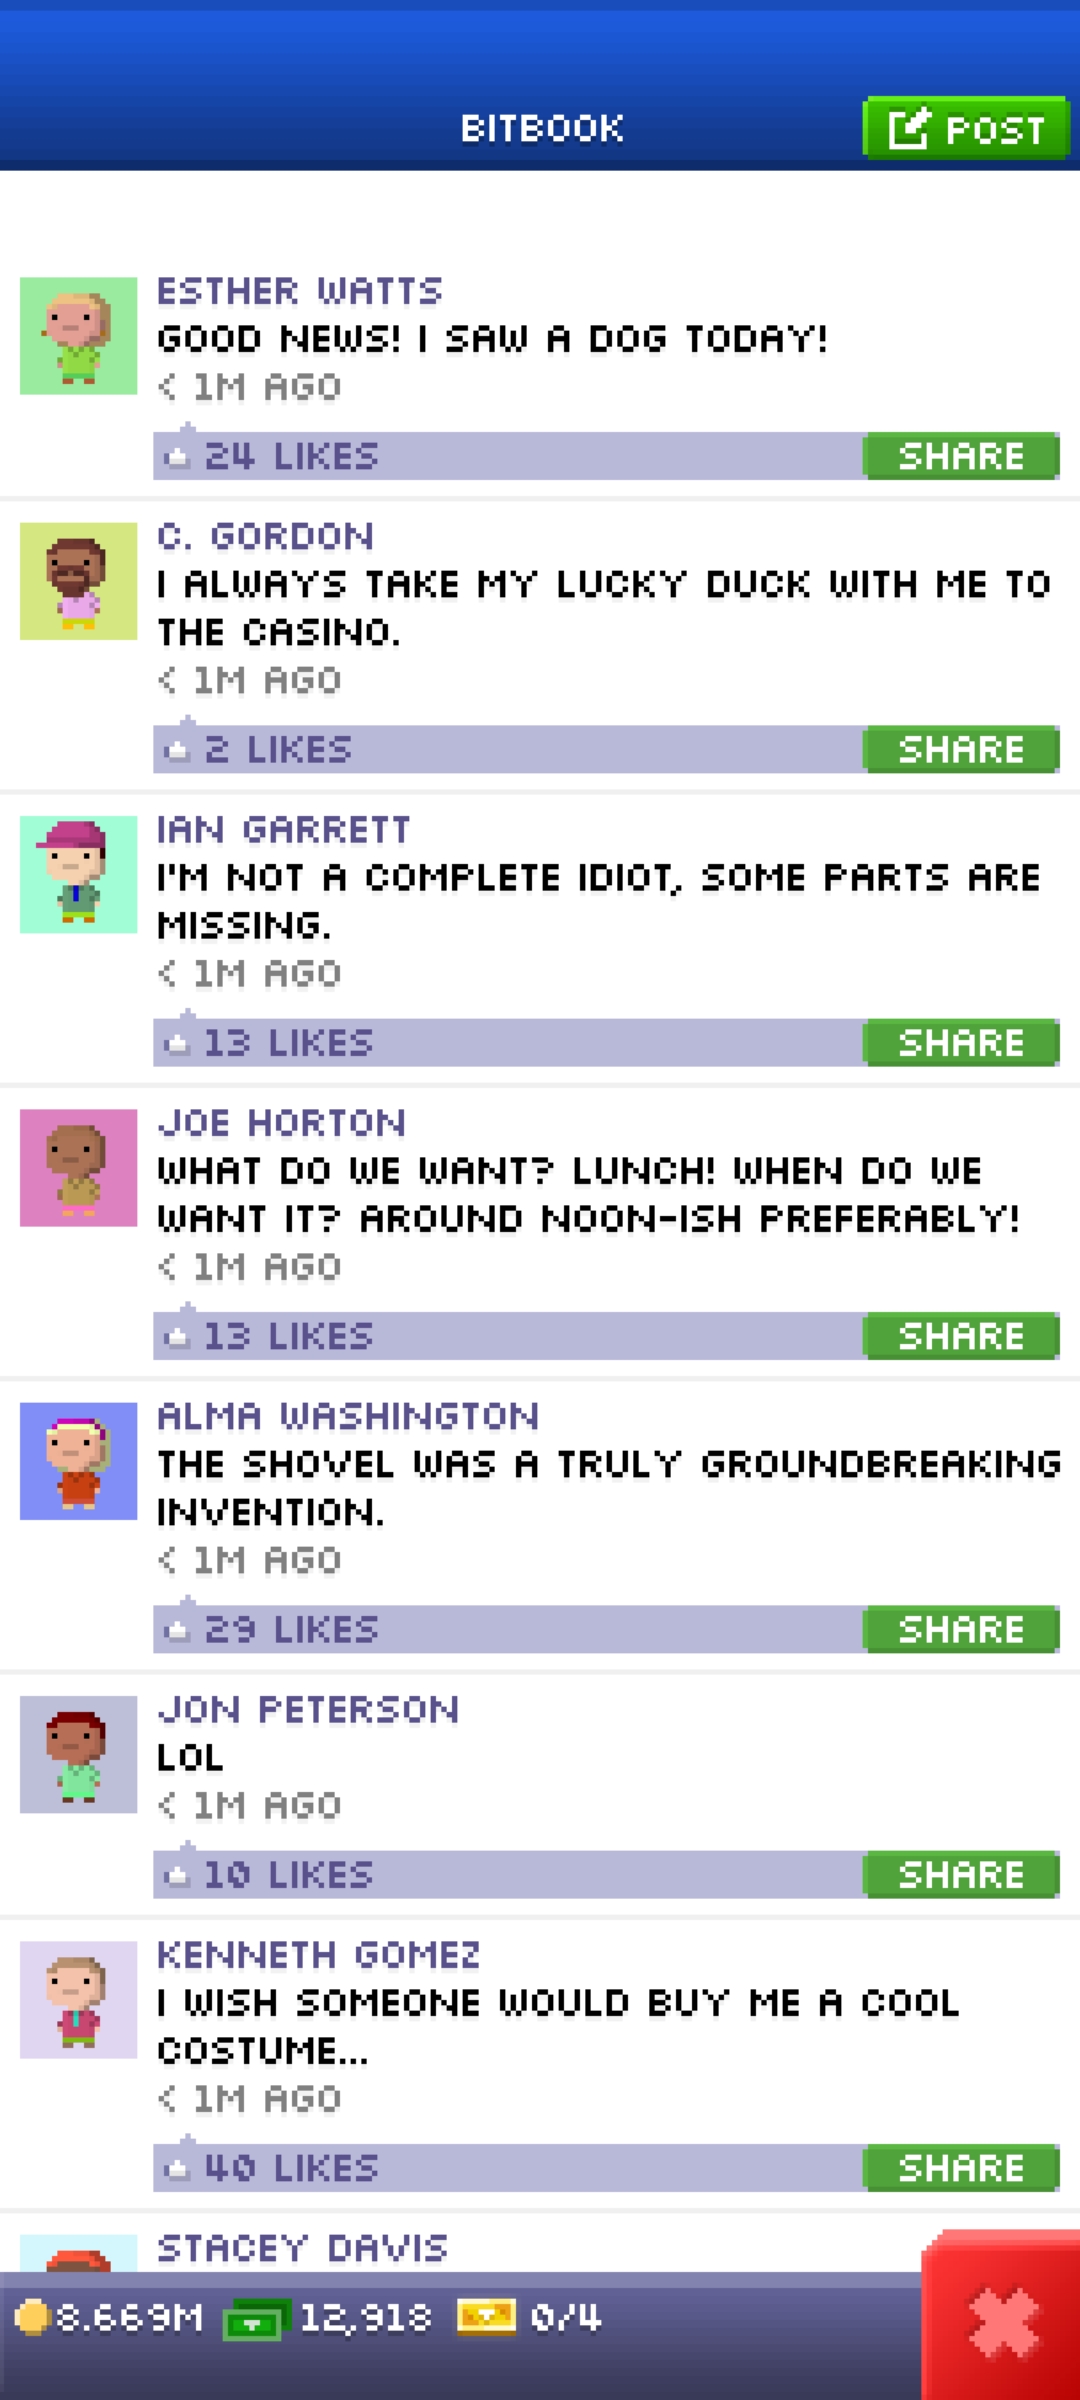 BITBOOK
POST
ESTHER WATTS
GOOD NEWS! I SAW A DOG TODAY!
< 1M AGO
24 LIKES
SHARE
C. GORDON
I ALWAYS TAKE MY LUCKY DUCK WITH ME TO
THE CASINO.
< 1M AGO
2 LIKES
SHARE
IAN GARRETT
I'M NOT A COMPLETE IDIOT, SOME PARTS ARE
MISSING.
< 1M AGO
13 LIKES
SHARE
JOE HORTON
WHAT DO WE WANT? LUNCH! WHEN DO WE
WANT IT? AROUND NOON-ISH PREFERABLY!
< 1M AGO
13 LIKES
SHARE
ALMA WASHINGTON
THE SHOVEL WAS A TRULY GROUNDBREAKING
INVENTION.
< 1M AGO
29 LIKES
SHARE
JON PETERSON
LOL
< 1M AGO
10 LIKES
SHARE
KENNETH GOMEZ
I WISH SOMEONE WOULD BUY ME A COOL
COSTUME...
< 1M AGO
40 LIKES
SHARE
STACEY DAVIS
8.669M 12,918 0/4